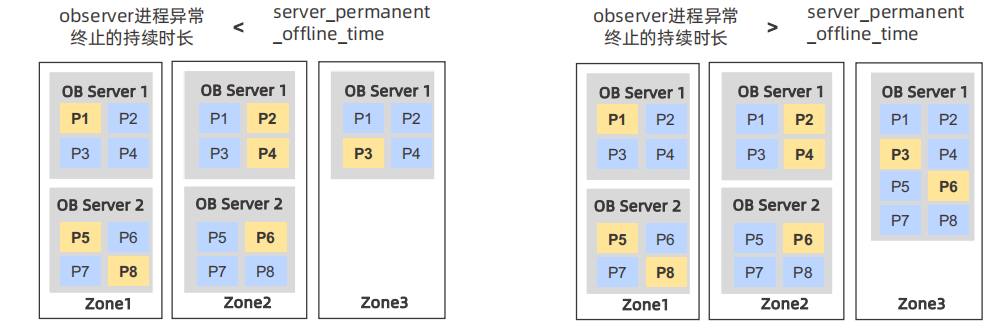 observer进程异常
终止的持续时长
<
server_permanent
_offline_time
OB Server 1
P1 P2
P3 P4
OB Server 2
P5 P6
P7 P8
Zone1
OB Server 1
P1 P2
P3 P4
OB Server 2
P5 P6
P7 P8
Zone2
OB Server 1
P1 P2
P3 P4
Zone3
observer进程异常
终止的持续时长
>
server_permanent
_offline_time
OB Server 1
P1 P2
P3 P4
OB Server 2
P5 P6
P7 P8
Zone1
OB Server 1
P1 P2
P3 P4
OB Server 2
P5 P6
P7 P8
Zone2
OB Server 1
P1 P2
P3 P4
P5 P6
P7 P8
Zone3